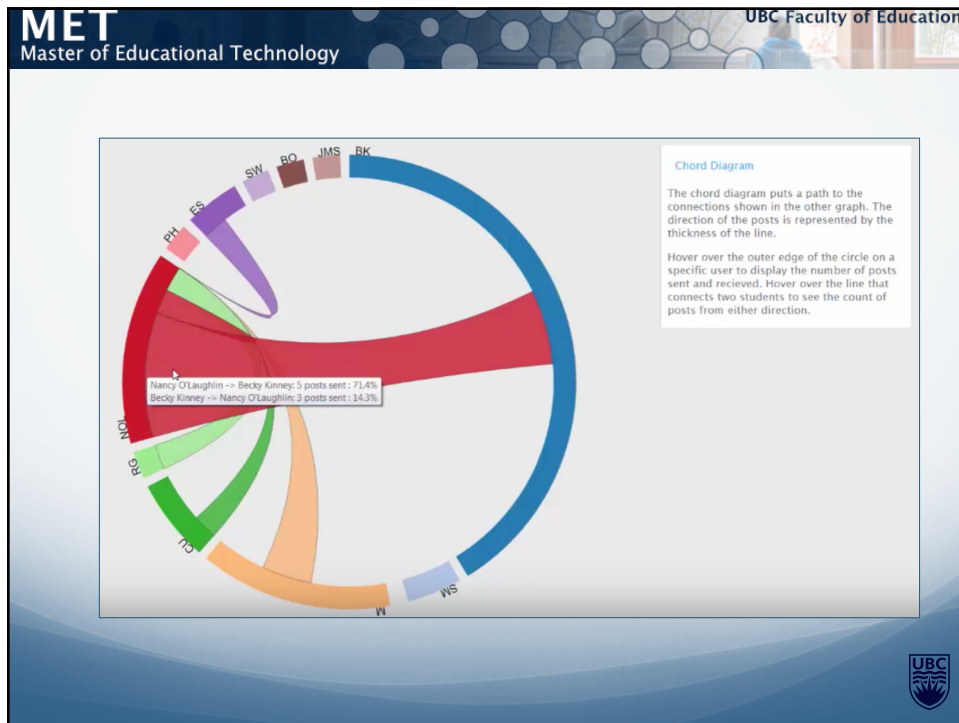 MET
Master of Educational Technology
UBC Faculty of Education
BK
JMS
BO
SW
ES
PH
NOL
RG
CU
M
SM
Nancy O'Laughlin -> Becky Kinney: 5 posts sent : 71.4%
Becky Kinney -> Nancy O'Laughlin: 3 posts sent : 14.3%
Chord Diagram
The chord diagram puts a path to the
connections shown in the other graph. The
direction of the posts is represented by the
thickness of the line.
Hover over the outer edge of the circle on a
specific user to display the number of posts
sent and recieved. Hover over the line that
connects two students to see the count of
posts from either direction.
UBC